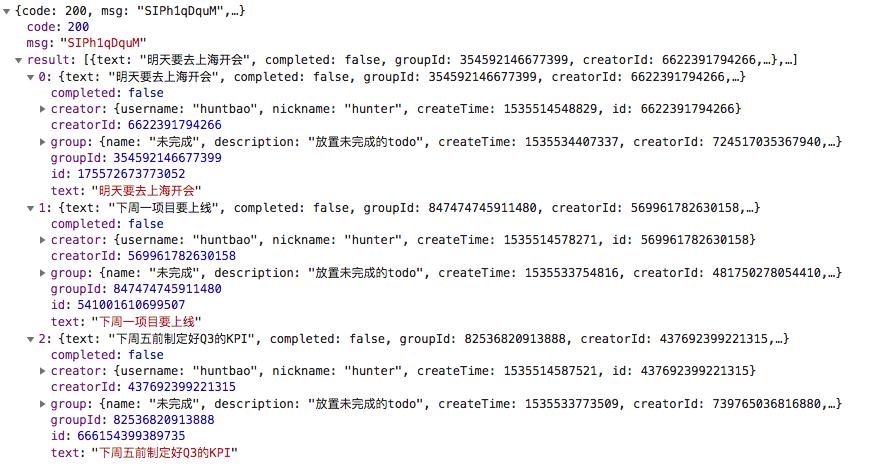 {code: 200, msg: "SIPh1qDquM",…}
code: 200
msg: "SIPh1qDquM"
result: [{text: "明天要去上海开会", completed: false, groupId: 354592146677399, creatorId: 6622391794266,…},…]
0: {text: "明天要去上海开会", completed: false, groupId: 354592146677399, creatorId: 6622391794266,…}
completed: false
creator: {username: "huntbao", nickname: "hunter", createTime: 1535514548829, id: 6622391794266}
creatorId: 6622391794266
group: {name: "未完成", description: "放置未完成的todo", createTime: 1535534407337, creatorId: 724517035367940,…}
groupId: 354592146677399
id: 175572673773052
text: "明天要去上海开会"
1: {text: "下周一项目要上线", completed: false, groupId: 847474745911480, creatorId: 569961782630158,…}
completed: false
creator: {username: "huntbao", nickname: "hunter", createTime: 1535514578271, id: 569961782630158}
creatorId: 569961782630158
group: {name: "未完成", description: "放置未完成的todo", createTime: 1535533754816, creatorId: 481750278054410,…}
groupId: 847474745911480
id: 541001610699507
text: "下周一项目要上线"
2: {text: "下周五前制定好Q3的KPI", completed: false, groupId: 82536820913888, creatorId: 437692399221315,…}
completed: false
creator: {username: "huntbao", nickname: "hunter", createTime: 1535514587521, id: 437692399221315}
creatorId: 437692399221315
group: {name: "未完成", description: "放置未完成的todo", createTime: 1535533773509, creatorId: 739765036816880,…}
groupId: 82536820913888
id: 666154399389735
text: "下周五前制定好Q3的KPI"